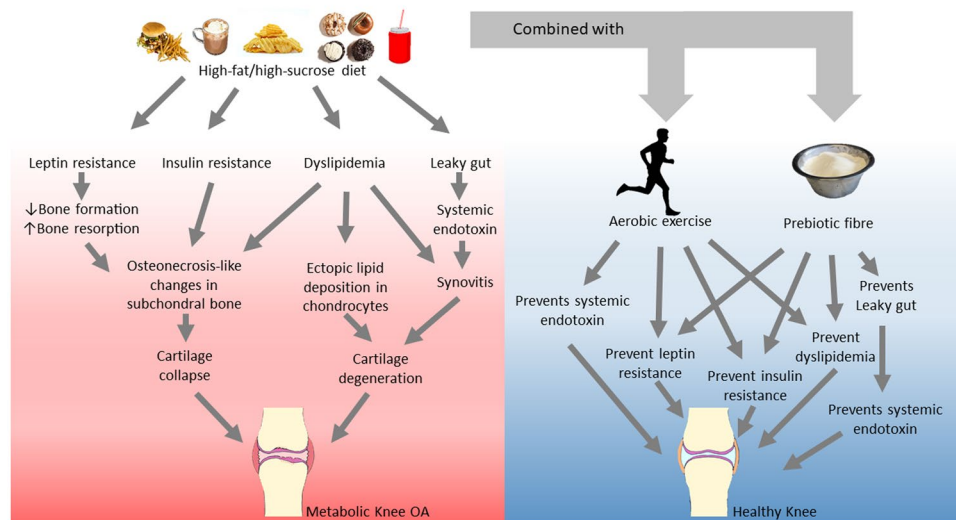 Combined with
High-fat/high-sucrose diet
Leptin resistance
Insulin resistance
Dyslipidemia
Leaky gut
↓Bone formation
↑Bone resorption
Systemic
endotoxin
Osteonecrosis-like
changes in
subchondral bone
Ectopic lipid
deposition in
chondrocytes
Synovitis
Cartilage
collapse
Cartilage
degeneration
Metabolic Knee OA
Aerobic exercise
Prebiotic fibre
Prevents systemic
endotoxin
Prevent leptin
resistance
Prevent insulin
resistance
Prevent
dyslipidemia
Prevents
Leaky gut
Prevents systemic
endotoxin
Healthy Knee